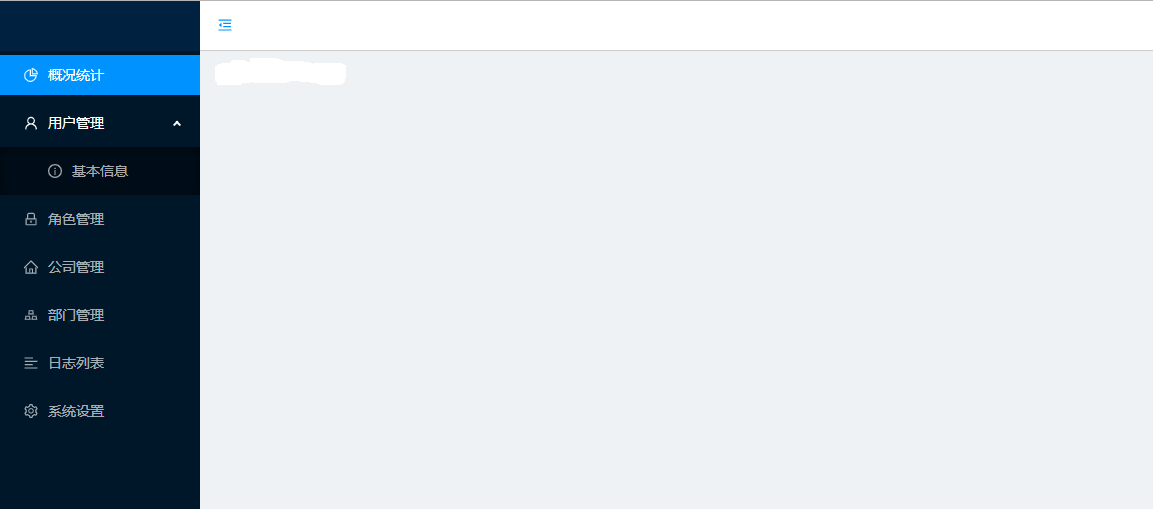 概况统计
用户管理
基本信息
角色管理
公司管理
部门管理
日志列表
系统设置